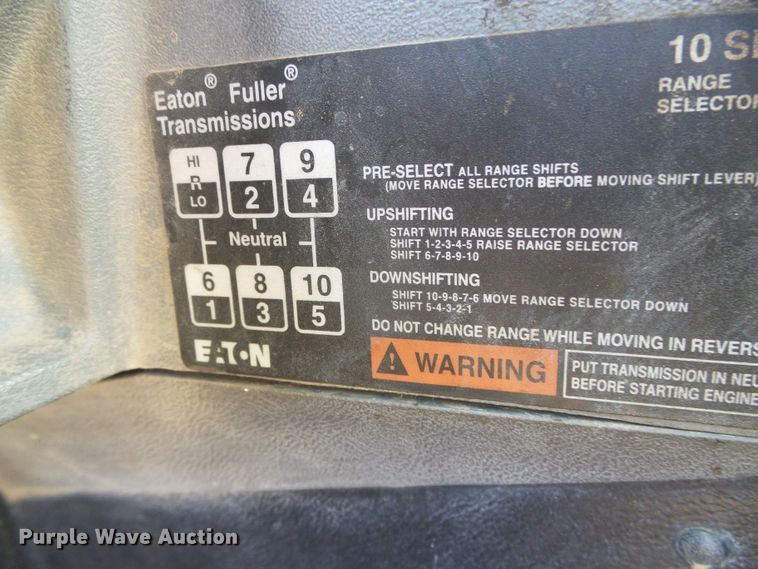 Eaton® Fuller®
Transmissions
HI 7 9
R
LO 2 4
Neutral
6 8 10
1 3 5
EATON
10
RANGE
SELECTOR
PRE-SELECT ALL RANGE SHIFTS
(MOVE RANGE SELECTOR BEFORE MOVING SHIFT LEVER)
UPSHIFTING
START WITH RANGE SELECTOR DOWN
SHIFT 1-2-3-4-5 RAISE RANGE SELECTOR
SHIFT 6-7-8-9-10
DOWNSHIFTING
SHIFT 10-9-8-7-6 MOVE RANGE SELECTOR DOWN
SHIFT 5-4-3-2-1
DO NOT CHANGE RANGE WHILE MOVING IN REVERS
WARNING
PUT TRANSMISSION IN NEU
BEFORE STARTING ENGINE
Purple Wave Auction